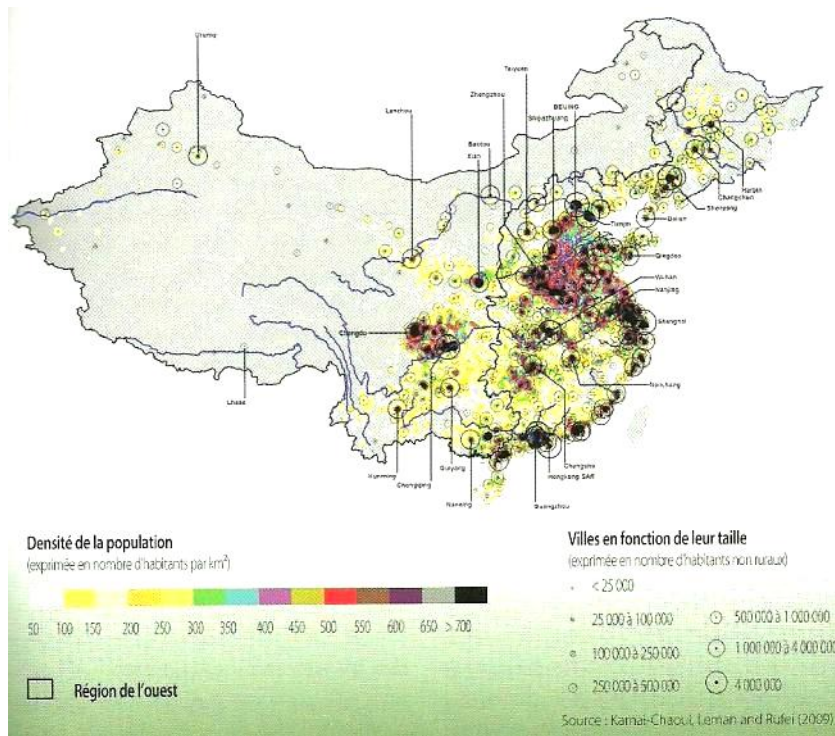 Urumqi
Taiyuan
Zhengzhou
BEIJING
Lanzhou
Shijiazhuang
Baotou
Xi'an
Harbin
Changchun
Shenyang
Dalian
Tianjin
Qingdao
Wuhan
Nanjing
Shanghai
Chengdu
Nanchang
Lhasa
Kunming
Guiyang
Changsha
Chongqing
Hongkong SAR
Nanning
Guangzhou
Densité de la population
(exprimée en nombre d'habitants par km²)
50 100 150 200 250 300 350 400 450 500 550 600 650 > 700
Région de l'ouest
Villes en fonction de leur taille
(exprimée en nombre d'habitants non ruraux)
< 25 000
25 000 à 100 000
500 000 à 1 000 000
100 000 à 250 000
1 000 000 à 4 000 000
250 000 à 500 000
4 000 000
Source : Kamal-Chaoui, Leman and Rufei (2009)